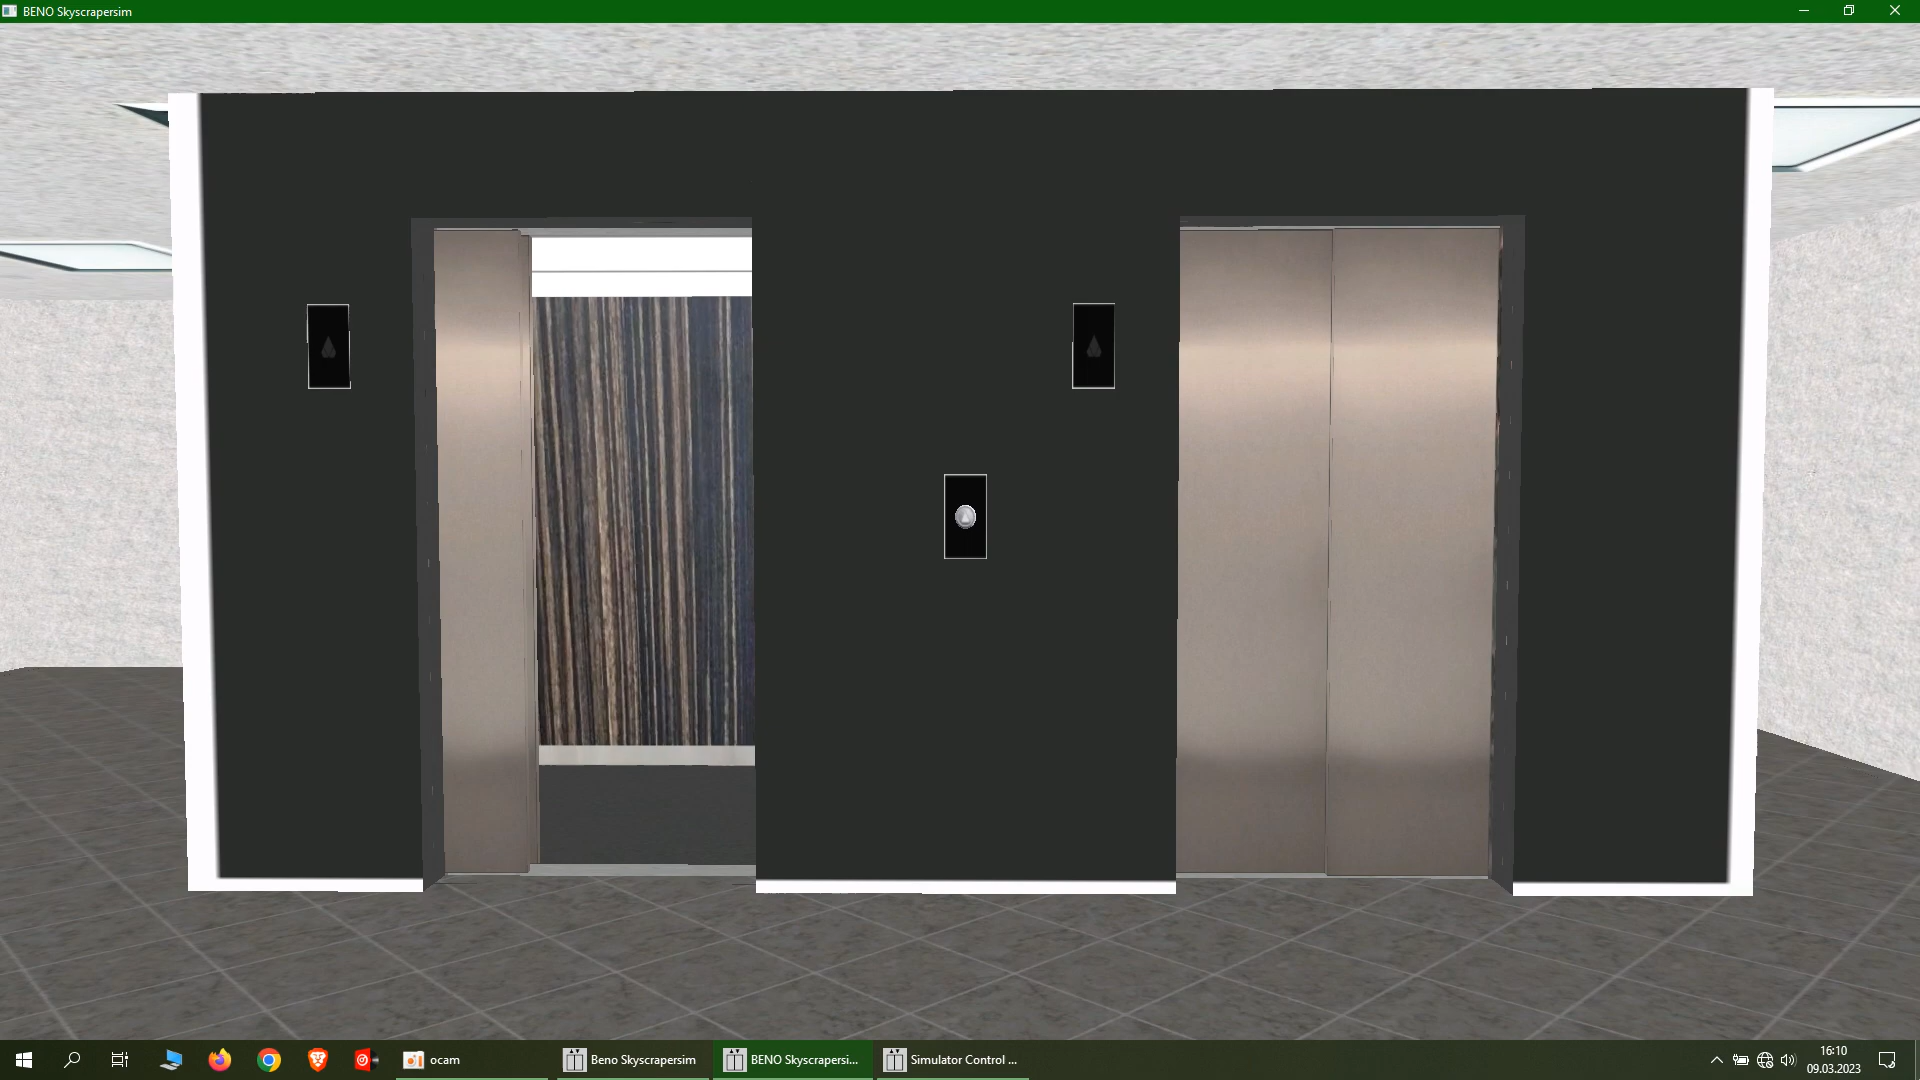 BENO Skyscrapersim
ocam
Beno Skyscrapersim
BENO Skyscrapersi...
Simulator Control ...
16:10
09.03.2023